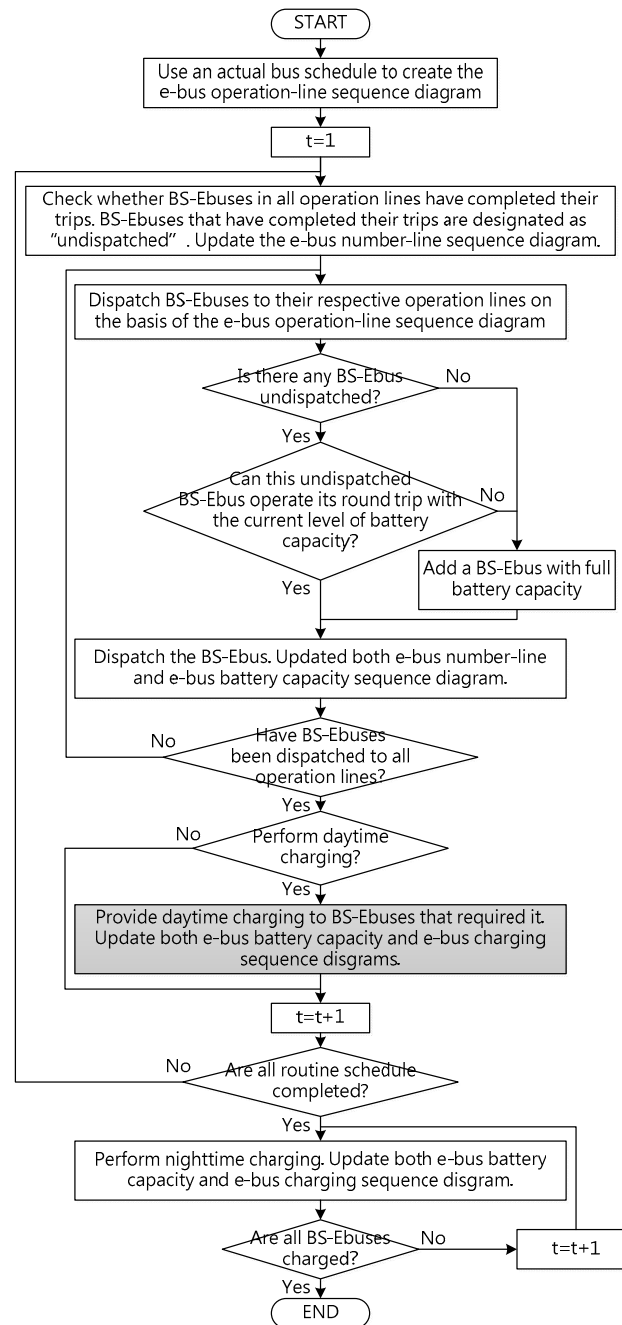 START
Use an actual bus schedule to create the
e-bus operation-line sequence diagram
t=1
Check whether BS-Ebuses in all operation lines have completed their
trips. BS-Ebuses that have completed their trips are designated as
“undispatched” . Update the e-bus number-line sequence diagram.
Dispatch BS-Ebuses to their respective operation lines on
the basis of the e-bus operation-line sequence diagram
Is there any BS-Ebus
undispatched?
No
Yes
Can this undispatched
BS-Ebus operate its round trip with
the current level of battery
capacity?
No
Yes
Add a BS-Ebus with full
battery capacity
Dispatch the BS-Ebus. Updated both e-bus number-line
and e-bus battery capacity sequence diagram.
Have BS-Ebuses
been dispatched to all
operation lines?
No
Yes
Perform daytime
charging?
No
Yes
Provide daytime charging to BS-Ebuses that required it.
Update both e-bus battery capacity and e-bus charging
sequence disgrams.
t=t+1
Are all routine schedule
completed?
No
Yes
Perform nighttime charging. Update both e-bus battery
capacity and e-bus charging sequence disgram.
Are all BS-Ebuses
charged?
No
t=t+1
Yes
END